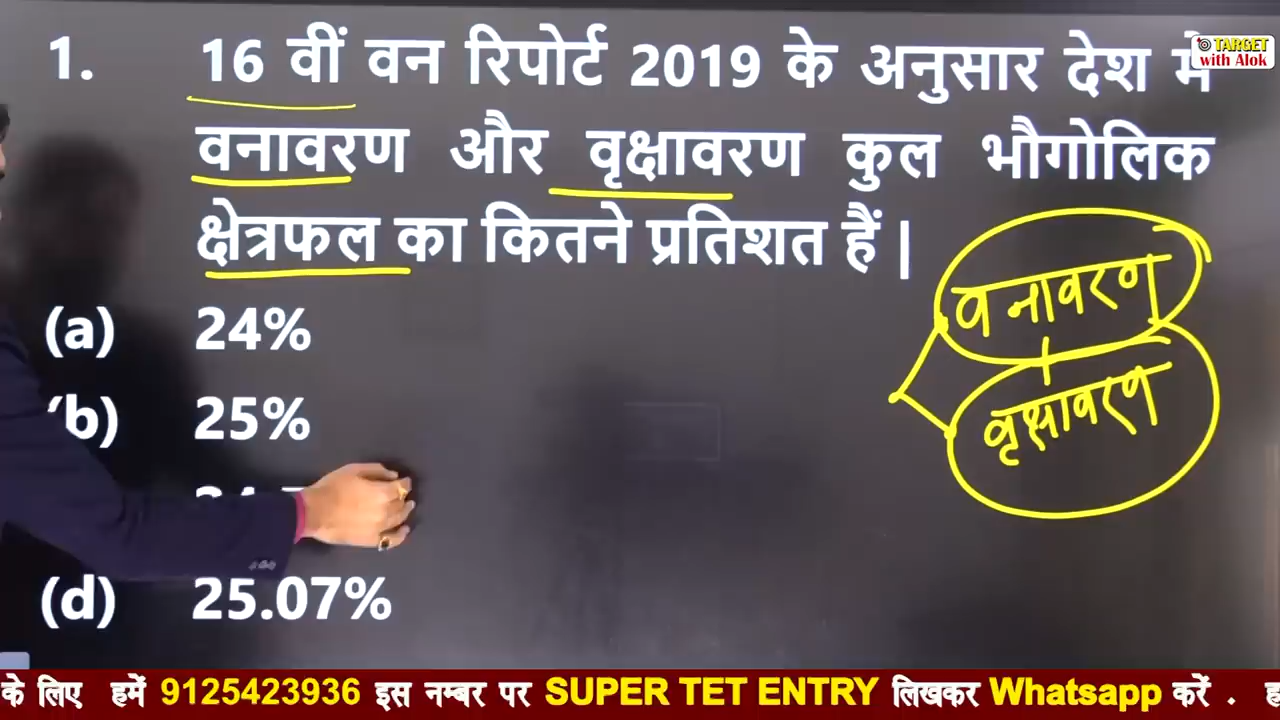 TARGET
with Alok
1. 16 वीं वन रिपोर्ट 2019 के अनुसार देश में
वनावरण और वृक्षावरण कुल भौगोलिक
क्षेत्रफल का कितने प्रतिशत हैं |
(a) 24%
(b) 25%
(d) 25.07%
वनावरण
+
वृक्षावरण
के लिए हमें 9125423936 इस नम्बर पर SUPER TET ENTRY लिखकर Whatsapp करें .